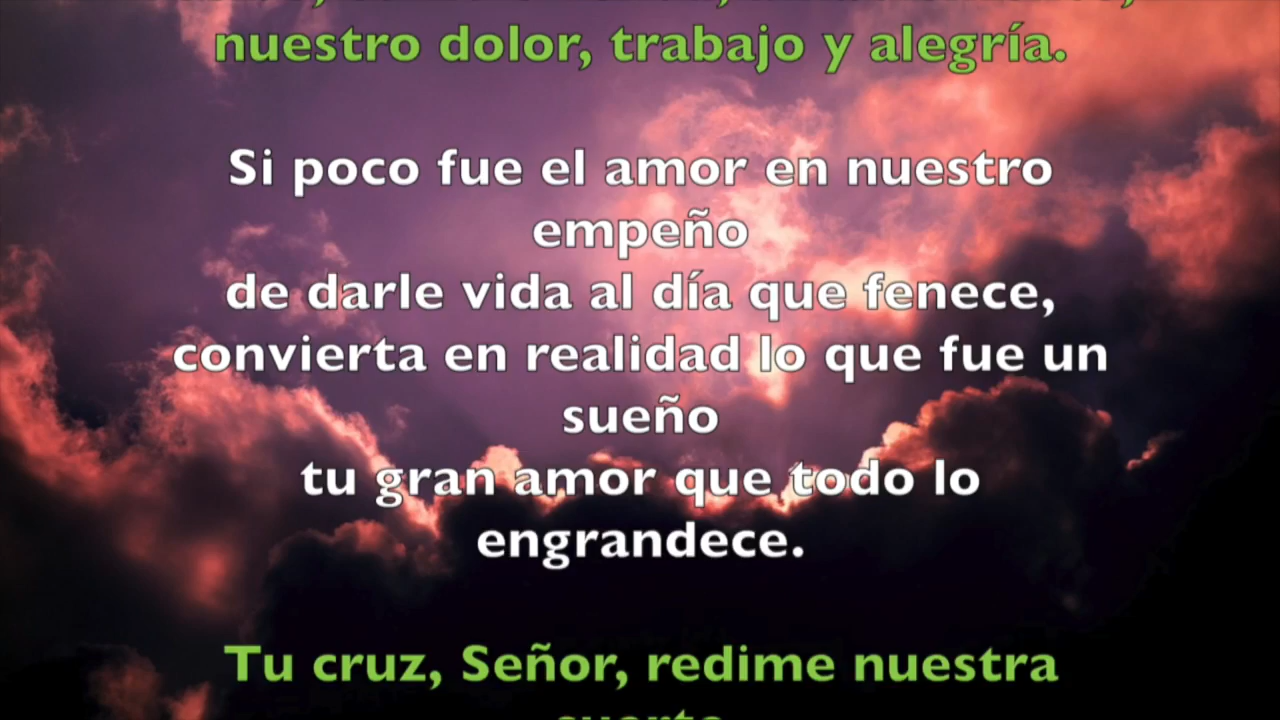 nuestro dolor, trabajo y alegría.
Si poco fue el amor en nuestro
empeño
de darle vida al día que fenece,
convierta en realidad lo que fue un
sueño
tu gran amor que todo lo
engrandece.
Tu cruz, Señor, redime nuestra